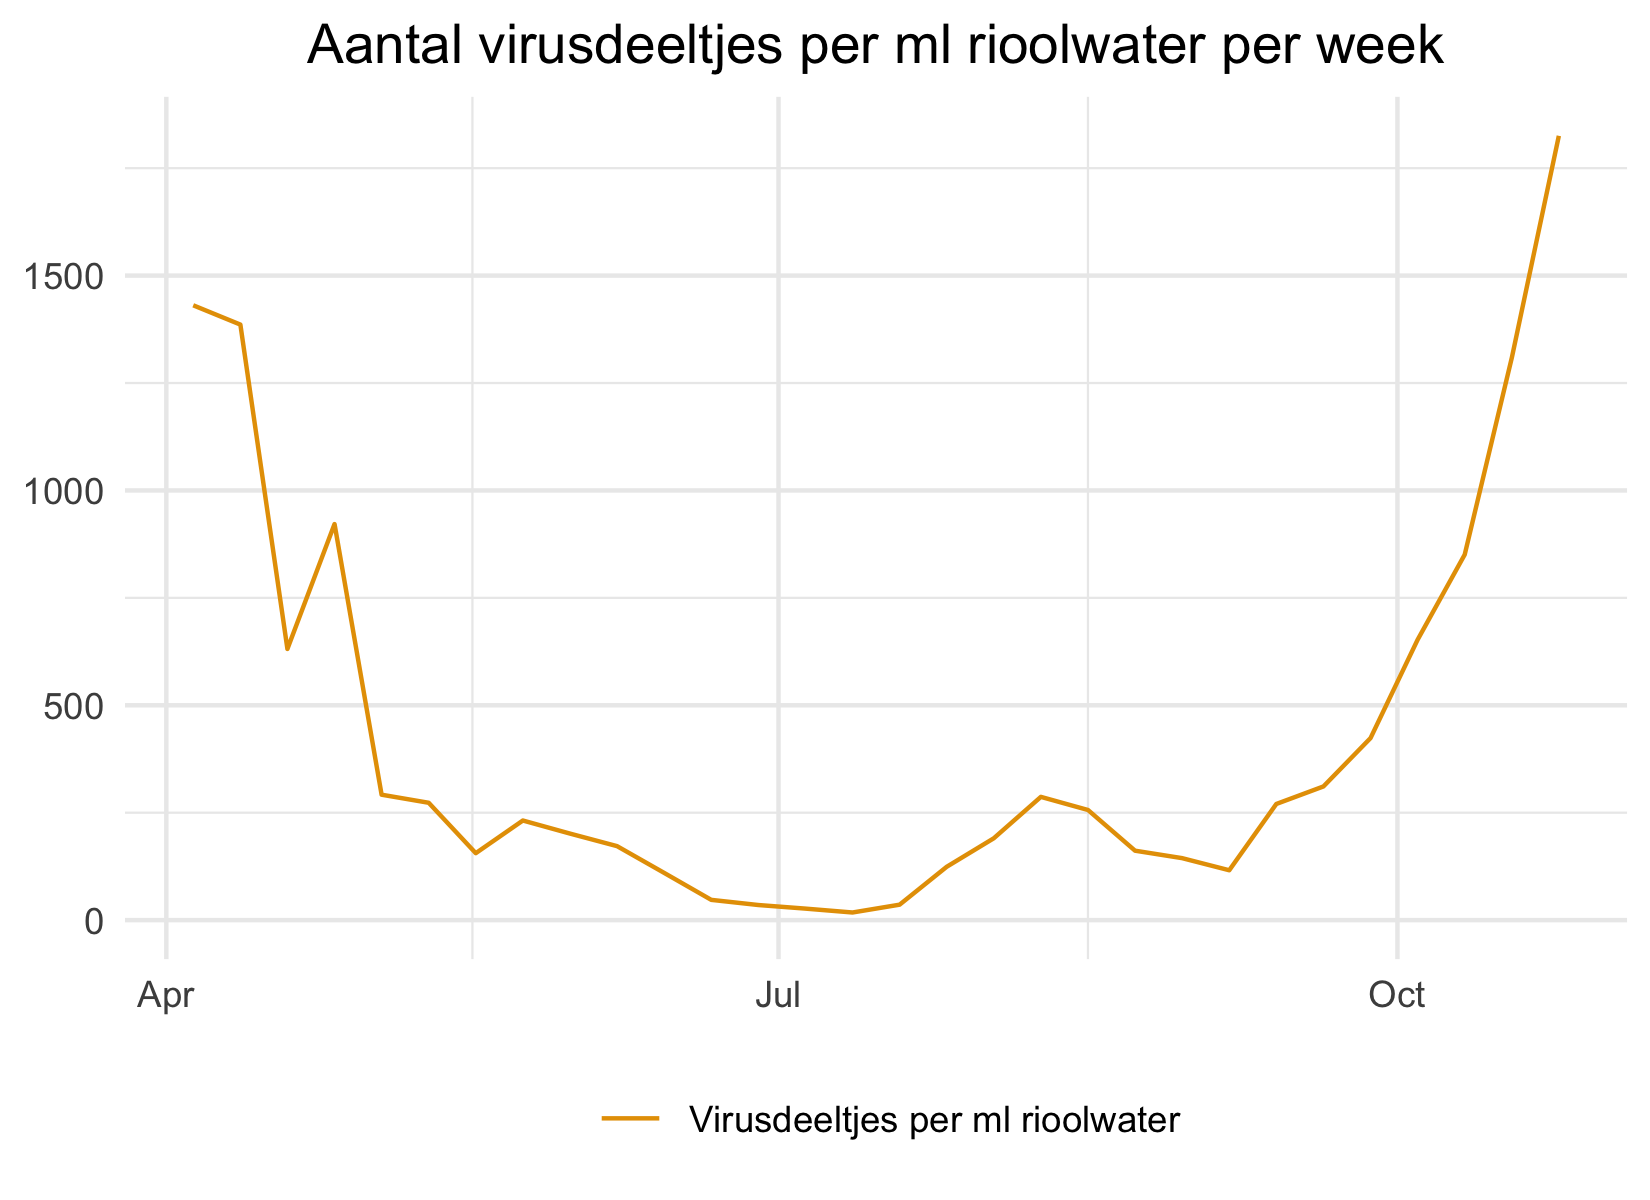 Aantal virusdeeltjes per ml rioolwater per week
1500
1000
500
0
Apr Jul Oct
Virusdeeltjes per ml rioolwater